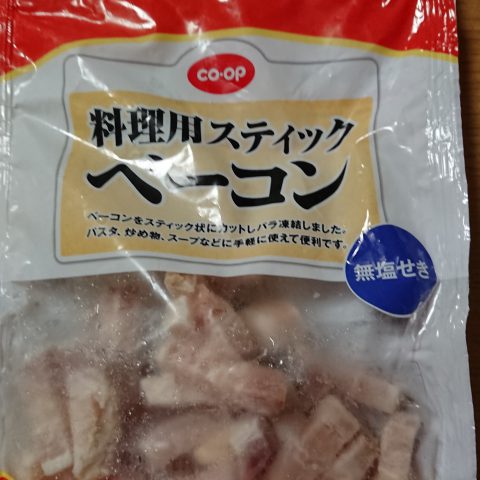 CO・OP
料理用スティック
ベーコン
ベーコンをスティック状にカットしバラ凍結しました。
パスタ、炒め物、スープなどに手軽に使えて便利です。
無塩せき